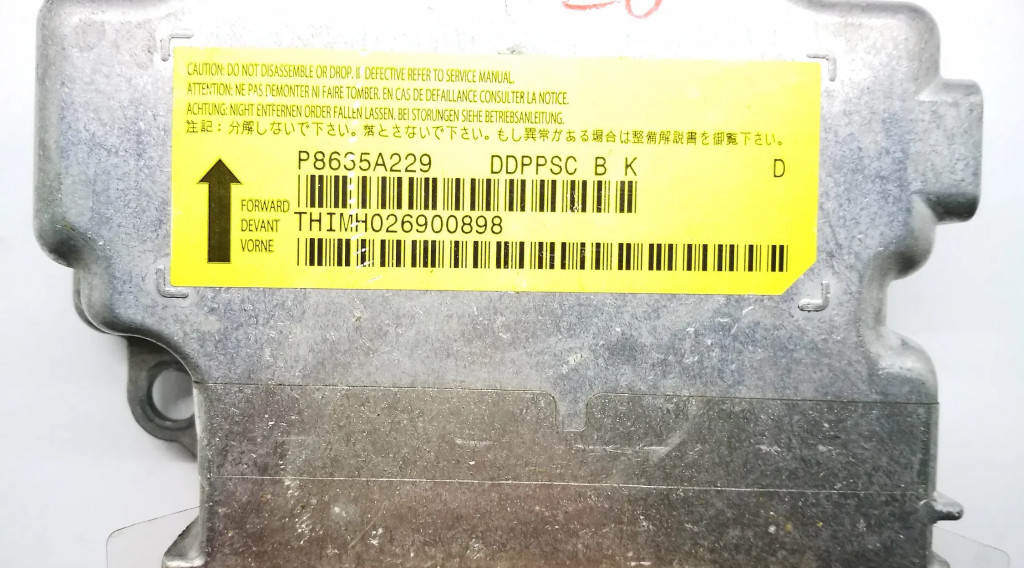 CAUTION: DO NOT DISASSEMBLE OR DROP. IF DEFECTIVE REFER TO SERVICE MANUAL.
ATTENTION: NE PAS DEMONTER NI FAIRE TOMBER. EN CAS DE DEFAILLANCE CONSULTER LA NOTICE.
ACHTUNG: NIGHT ENTFERNEN ORDER FALLEN LASSEN. BEI STORUNGEN SIEHE BETRIEBSANLEITUNG.
注記：分解しないで下さい。落とさないで下さい。もし異常がある場合は整備解説書を御覧下さい。
P8635A229 DDPPSC B K D
FORWARD
DEVANT
VORNE
THIMH026900898